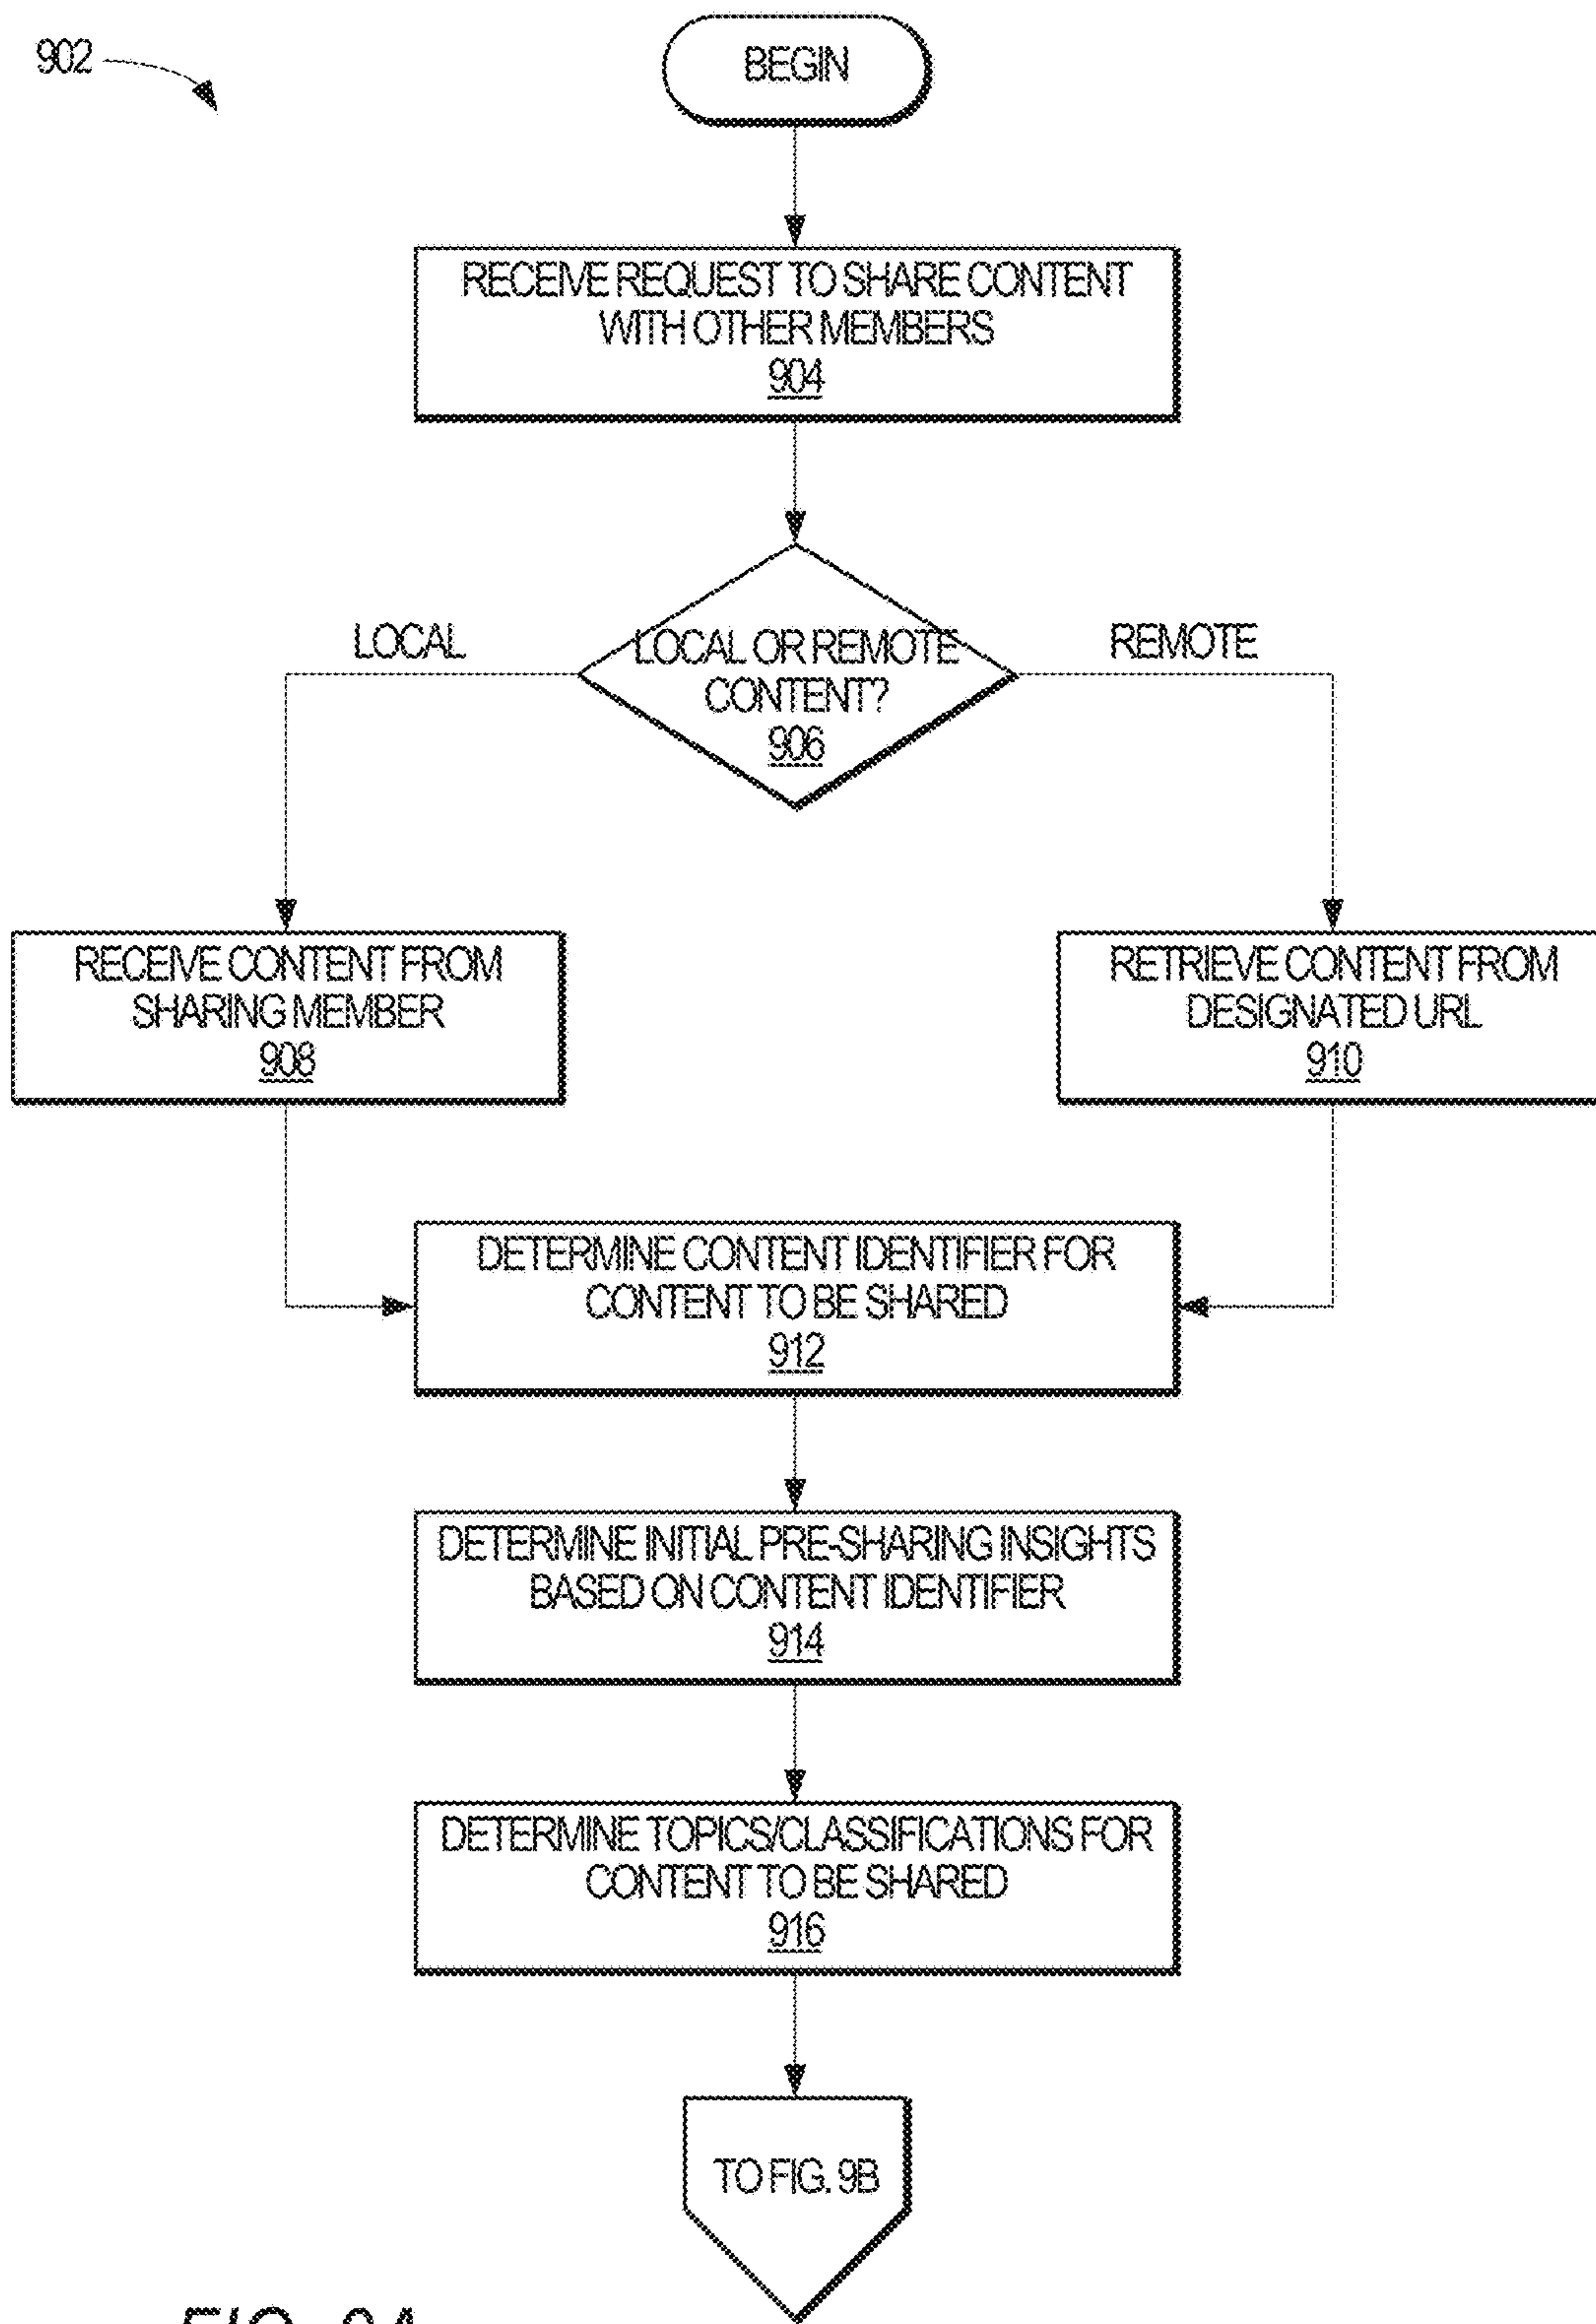 902
BEGIN
RECEIVE REQUEST TO SHARE CONTENT
WITH OTHER MEMBERS
904
LOCAL
LOCAL OR REMOTE
CONTENT?
906
REMOTE
RECEIVE CONTENT FROM
SHARING MEMBER
908
RETRIEVE CONTENT FROM
DESIGNATED URL
910
DETERMINE CONTENT IDENTIFIER FOR
CONTENT TO BE SHARED
912
DETERMINE INITIAL PRE-SHARING INSIGHTS
BASED ON CONTENT IDENTIFIER
914
DETERMINE TOPICS/CLASSIFICATIONS FOR
CONTENT TO BE SHARED
916
TO FIG. 9B